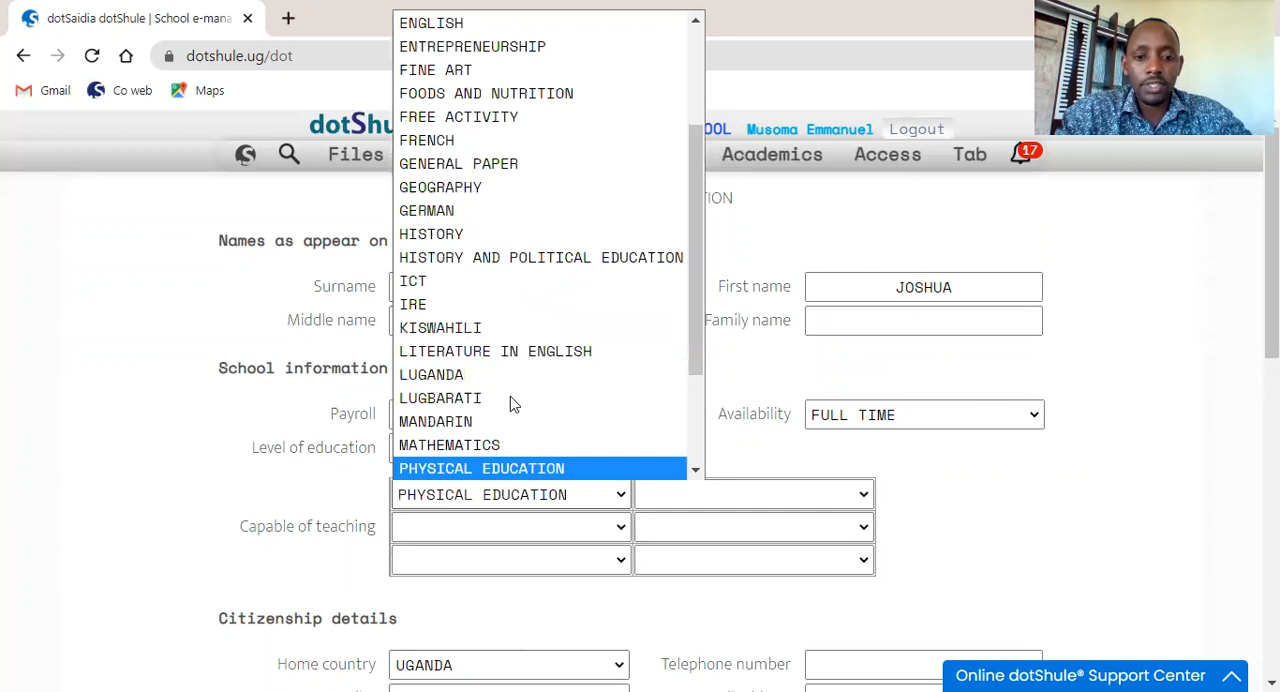 dotSaidia dotShule | School e-mana
dotshule.ug/dot
Gmail Co web Maps
dotShu OOL Musoma Emmanuel Logout
Files Academics Access Tab 17
ENGLISH
ENTREPRENEURSHIP
FINE ART
FOODS AND NUTRITION
FREE ACTIVITY
FRENCH
GENERAL PAPER
GEOGRAPHY
GERMAN
HISTORY
HISTORY AND POLITICAL EDUCATION
ICT
IRE
KISWAHILI
LITERATURE IN ENGLISH
LUGANDA
LUGBARATI
MANDARIN
MATHEMATICS
PHYSICAL EDUCATION
TION
Names as appear on
Surname First name JOSHUA
Middle name Family name
School information
Payroll Availability FULL TIME
Level of education
PHYSICAL EDUCATION
Capable of teaching
Citizenship details
Home country UGANDA Telephone number
Online dotShule® Support Center